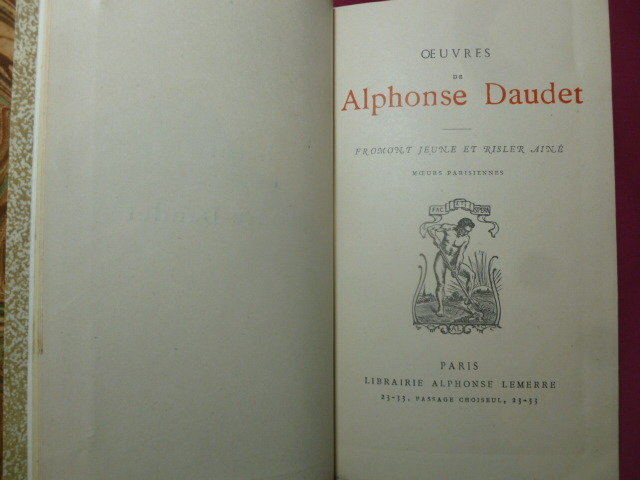 ŒUVRES
DE
Alphonse Daudet
FROMONT JEUNE ET RISLER AINÉ
MŒURS PARISIENNES
FAC ET SPERA
AL
PARIS
LIBRAIRIE ALPHONSE LEMERRE
23-33, PASSAGE CHOISEUL, 23-33